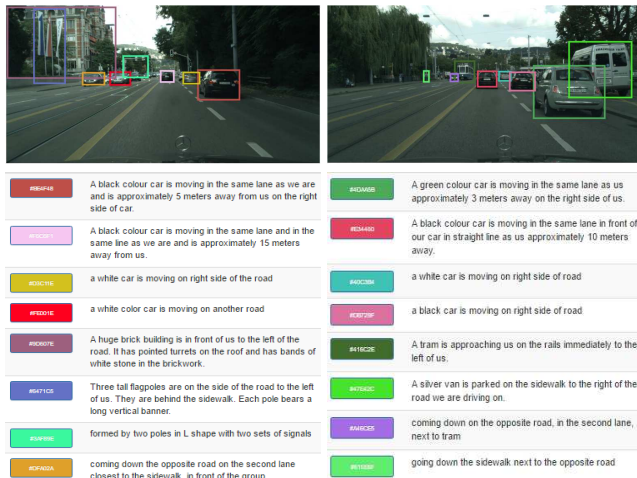 A black colour car is moving in the same lane as we are
and is approximately 5 meters away from us on the right
side of car.
A black colour car is moving in the same lane and in the
same line as we are and is approximately 15 meters
away from us.
a white car is moving on right side of the road
a white color car is moving on another road
A huge brick building is in front of us to the left of the
road. It has pointed turrets on the roof and has bands of
white stone in the brickwork.
Three tall flagpoles are on the side of the road to the left
of us. They are behind the sidewalk. Each pole bears a
long vertical banner.
formed by two poles in L shape with two sets of signals
coming down the opposite road on the second lane
closest to the sidewalk, in front of the group
A green colour car is moving in the same lane as us
approximately 3 meters away on the right side of us.
A black colour car is moving in the same lane in front of
our car in straight line as us approximately 10 meters
away.
a white car is moving on right side of road
a black car is moving on right side of road
A tram is approaching us on the rails immediately to the
left of us.
A silver van is parked on the sidewalk to the right of the
road we are driving on.
coming down on the opposite road, in the second lane,
next to tram
going down the sidewalk next to the opposite road